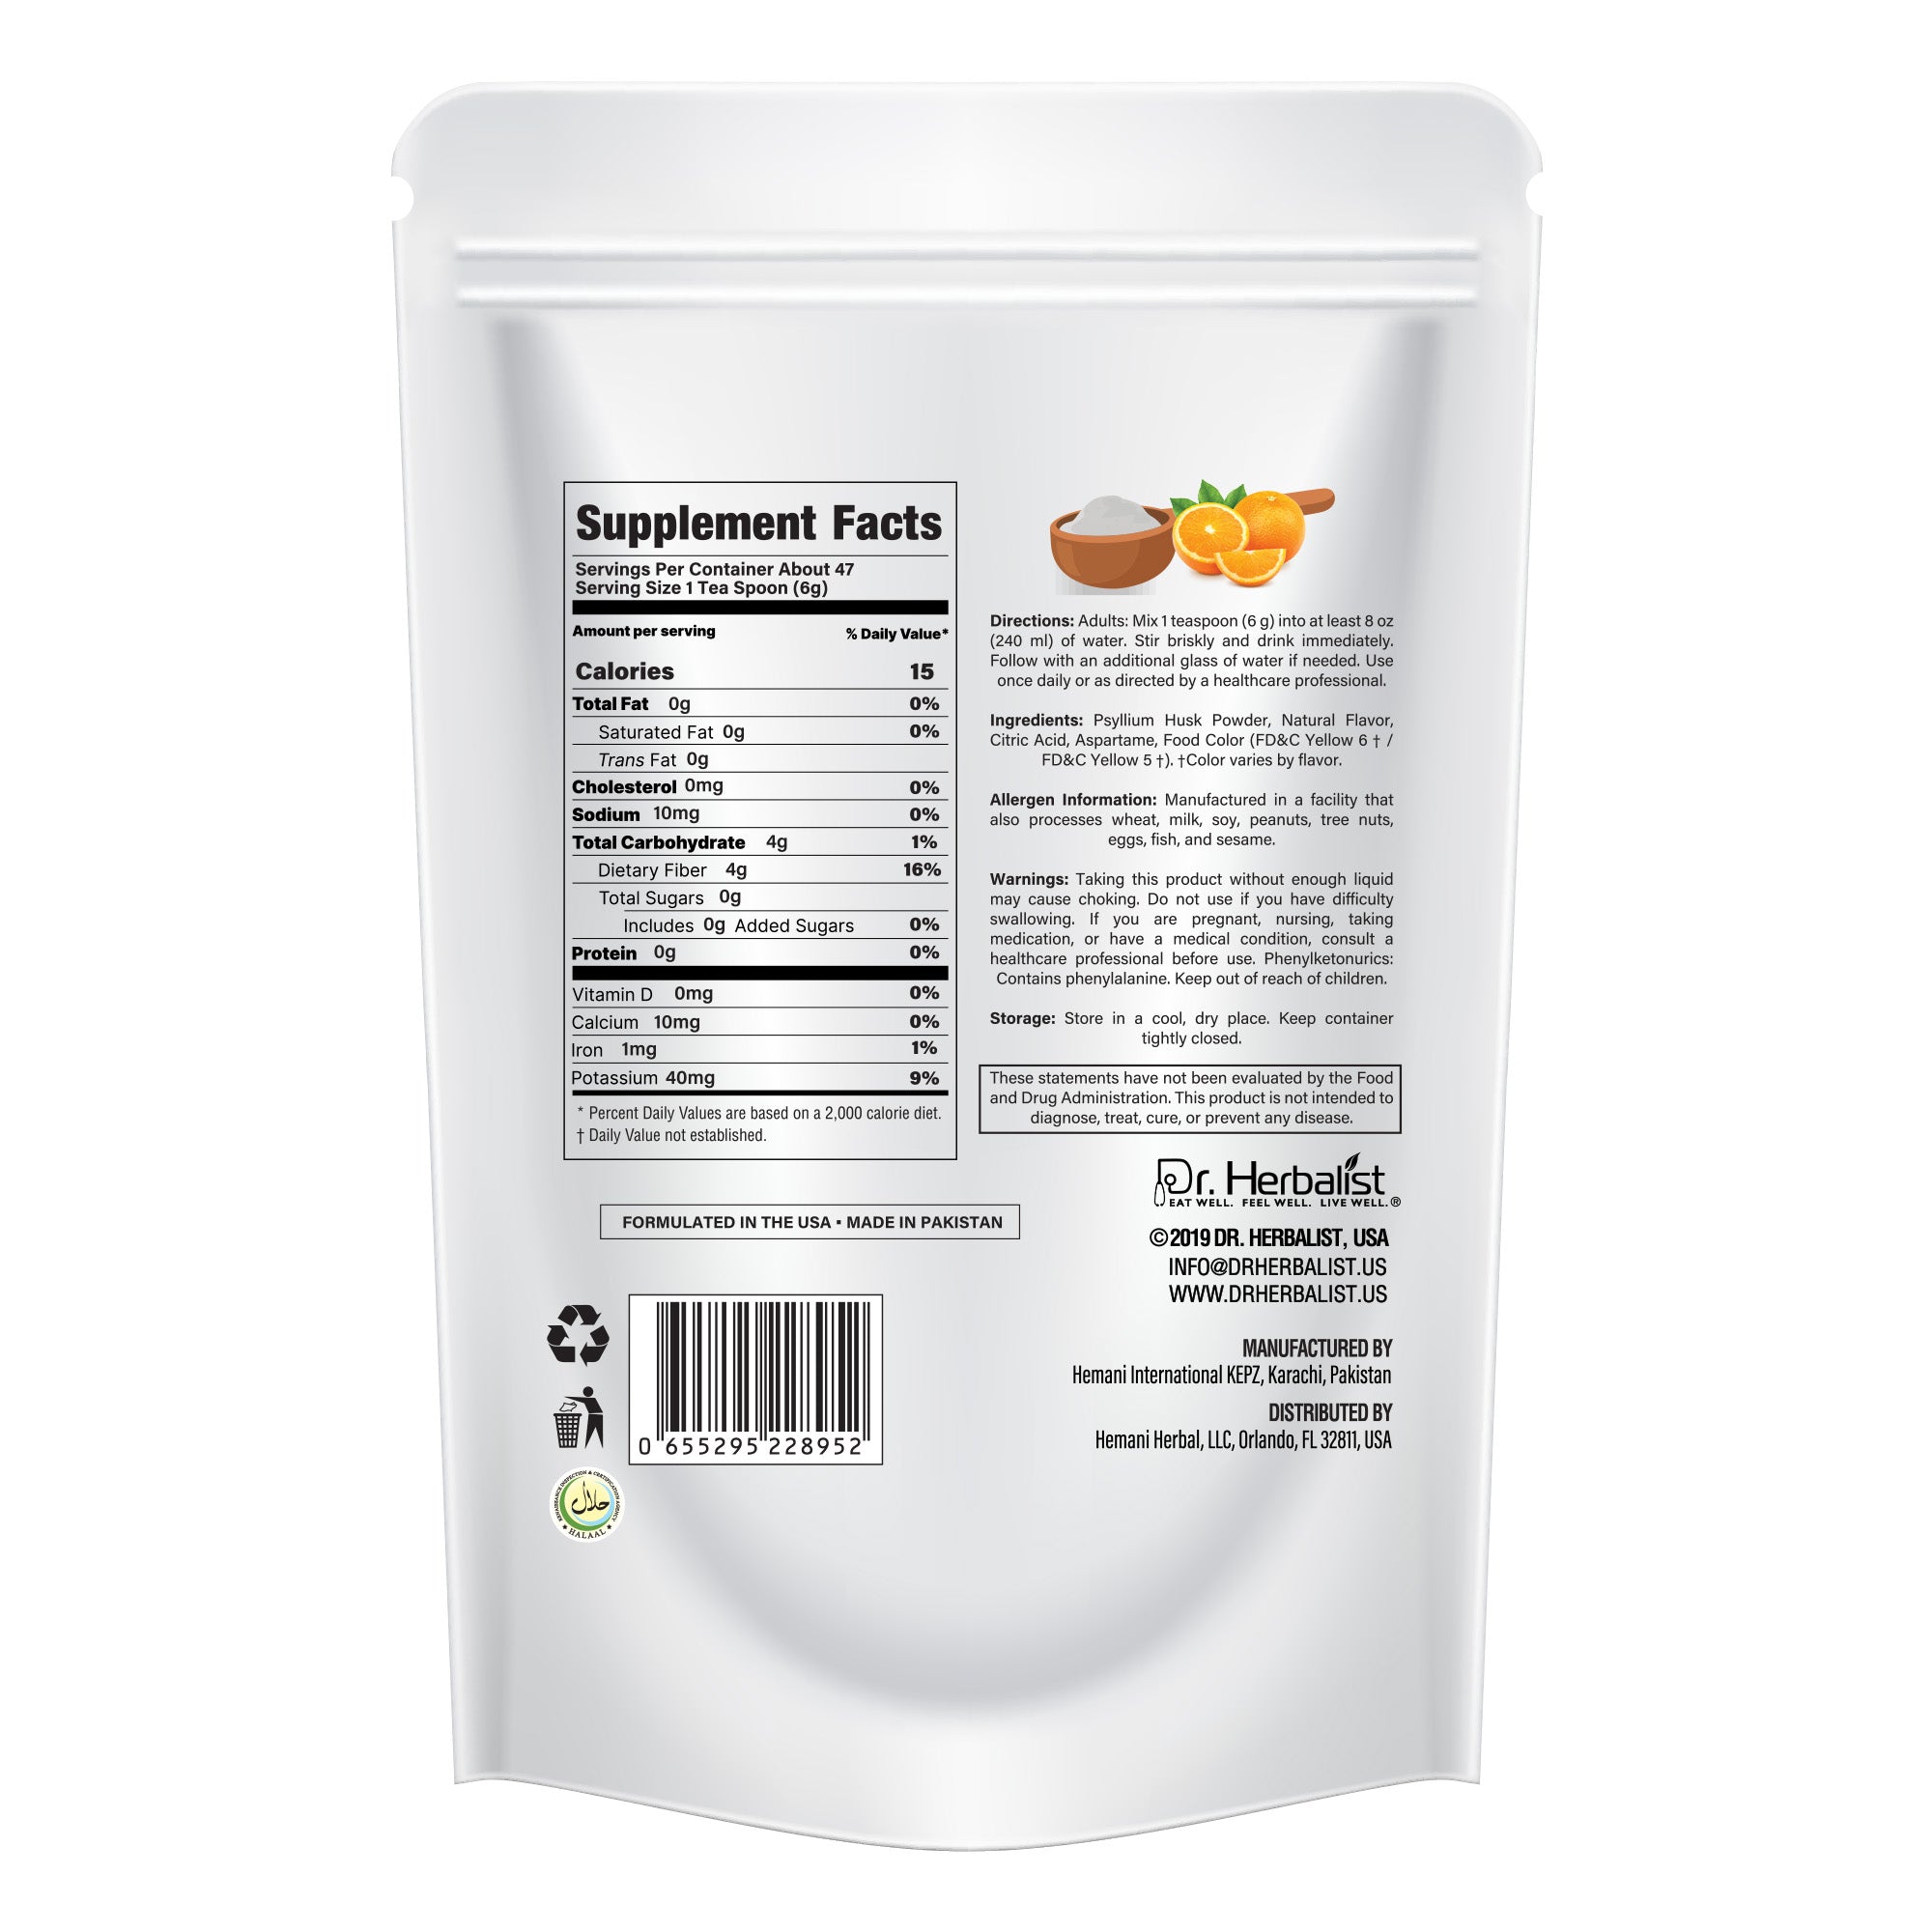 Supplement Facts
Servings Per Container About 47
Serving Size 1 Tea Spoon (6g)
Amount per serving % Daily Value*
Calories 15
Total Fat 0g 0%
Saturated Fat 0g 0%
Trans Fat 0g
Cholesterol 0mg 0%
Sodium 10mg 0%
Total Carbohydrate 4g 1%
Dietary Fiber 4g 16%
Total Sugars 0g
Includes 0g Added Sugars 0%
Protein 0g 0%
Vitamin D 0mg 0%
Calcium 10mg 0%
Iron 1mg 1%
Potassium 40mg 9%
* Percent Daily Values are based on a 2,000 calorie diet.
† Daily Value not established.
FORMULATED IN THE USA ▪ MADE IN PAKISTAN
0 655295 228952
RENAISSANCE INSPECTION & CERTIFICATION AGENCY
حلال
★ HALAAL ★
Directions: Adults: Mix 1 teaspoon (6 g) into at least 8 oz
(240 ml) of water. Stir briskly and drink immediately.
Follow with an additional glass of water if needed. Use
once daily or as directed by a healthcare professional.
Ingredients: Psyllium Husk Powder, Natural Flavor,
Citric Acid, Aspartame, Food Color (FD&C Yellow 6 † /
FD&C Yellow 5 †). †Color varies by flavor.
Allergen Information: Manufactured in a facility that
also processes wheat, milk, soy, peanuts, tree nuts,
eggs, fish, and sesame.
Warnings: Taking this product without enough liquid
may cause choking. Do not use if you have difficulty
swallowing. If you are pregnant, nursing, taking
medication, or have a medical condition, consult a
healthcare professional before use. Phenylketonurics:
Contains phenylalanine. Keep out of reach of children.
Storage: Store in a cool, dry place. Keep container
tightly closed.
These statements have not been evaluated by the Food
and Drug Administration. This product is not intended to
diagnose, treat, cure, or prevent any disease.
Dr. Herbalist
EAT WELL. FEEL WELL. LIVE WELL.®
©2019 DR. HERBALIST, USA
INFO@DRHERBALIST.US
WWW.DRHERBALIST.US
MANUFACTURED BY
Hemani International KEPZ, Karachi, Pakistan
DISTRIBUTED BY
Hemani Herbal, LLC, Orlando, FL 32811, USA